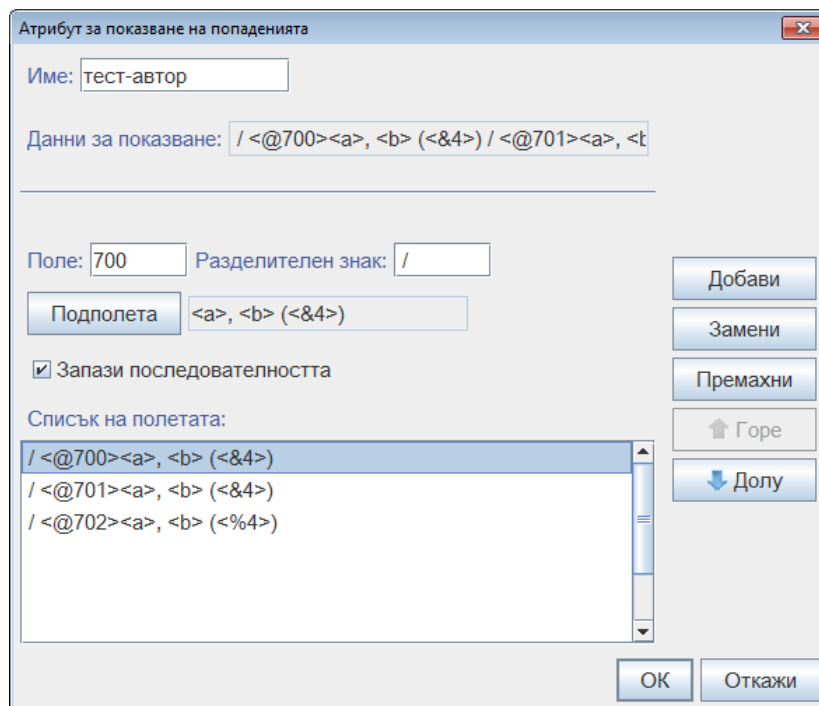 Атрибут за показване на попаденията
Име: тест-автор
Данни за показване: / <@700><a>, <b> (<&4>) / <@701><a>, <b
Поле: 700 Разделителен знак: /
Подполета <a>, <b> (<&4>)
Запази последователността
Списък на полетата:
/ <@700><a>, <b> (<&4>)
/ <@701><a>, <b> (<&4>)
/ <@702><a>, <b> (<%4>)
Добави
Замени
Премахни
Горе
Долу
ОК Откажи